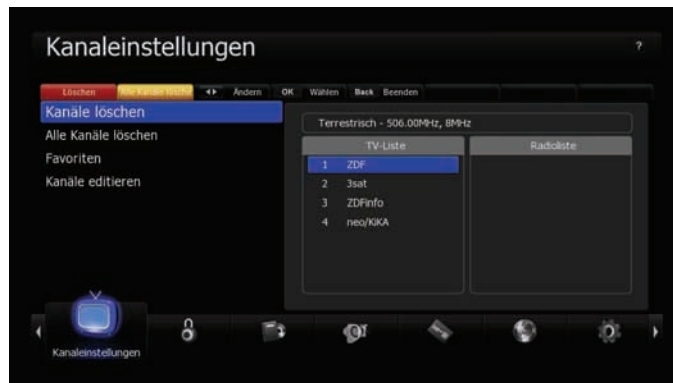 Kanaleinstellungen
?
Löschen Alle Kanäle lösche ◄► Ändern OK Wählen Back Beenden
Kanäle löschen
Alle Kanäle löschen
Favoriten
Kanäle editieren
Terrestrisch - 506.00MHz, 8MHz
TV-Liste Radioliste
1 ZDF
2 3sat
3 ZDFinfo
4 neo/KiKA
Kanaleinstellungen